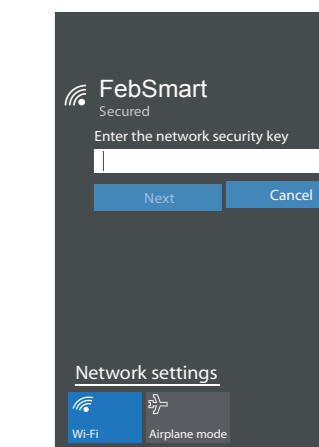 FebSmart
Secured
Enter the network security key
Next Cancel
Network settings
Wi-Fi Airplane mode